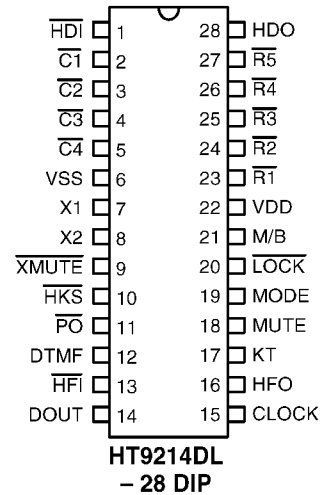 HDI 1 28 HDO
C1 2 27 R5
C2 3 26 R4
C3 4 25 R3
C4 5 24 R2
VSS 6 23 R1
X1 7 22 VDD
X2 8 21 M/B
XMUTE 9 20 LOCK
HKS 10 19 MODE
PO 11 18 MUTE
DTMF 12 17 KT
HFI 13 16 HFO
DOUT 14 15 CLOCK
HT9214DL
– 28 DIP